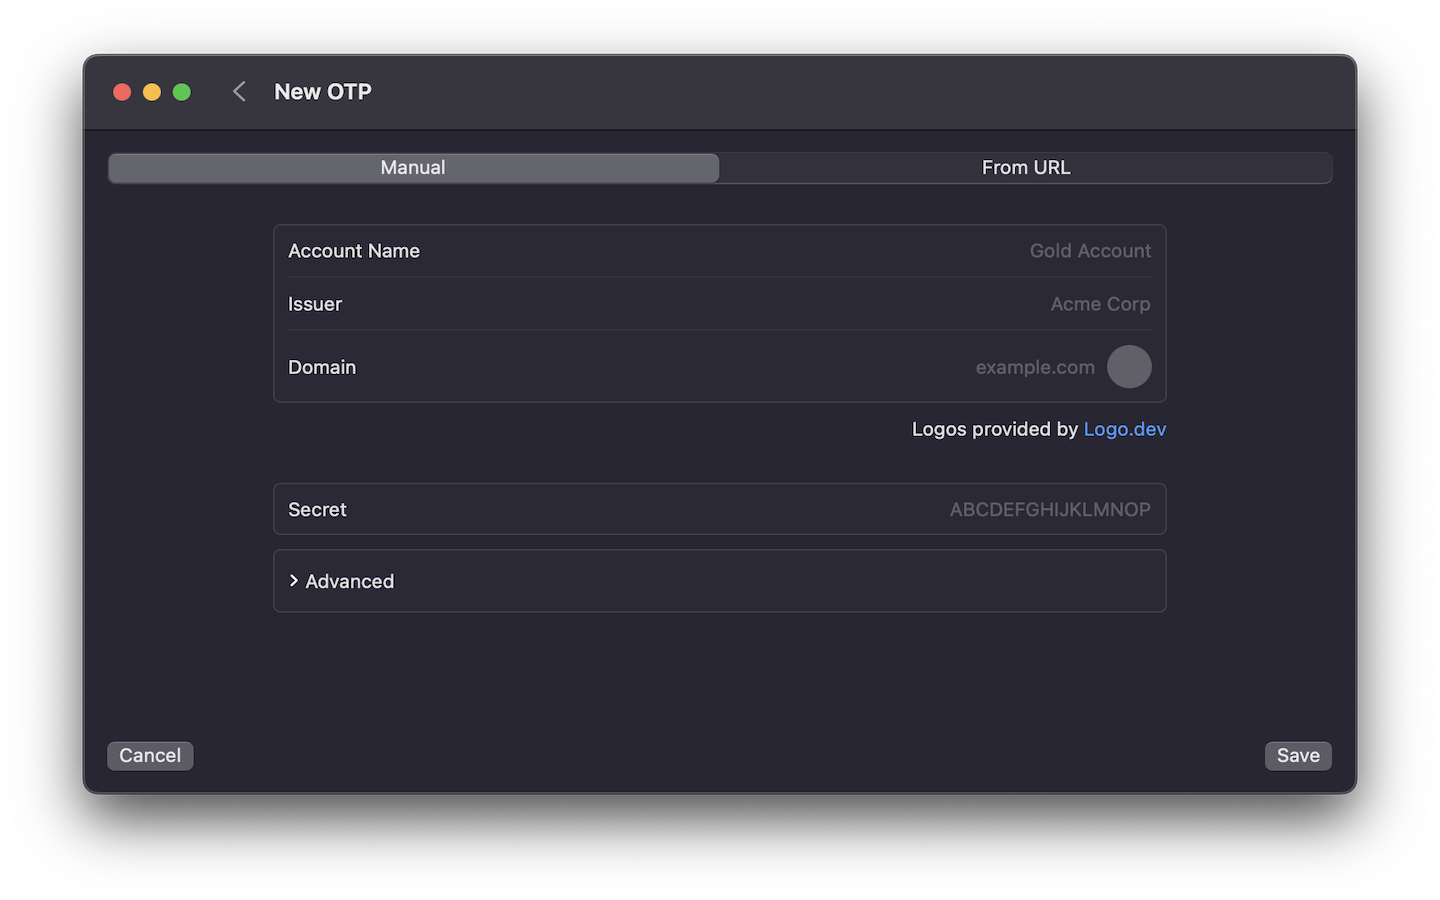 New OTP
Manual
From URL
Account Name
Gold Account
Issuer
Acme Corp
Domain
example.com
Logos provided by Logo.dev
Secret
ABCDEFGHIJKLMNOP
Advanced
Cancel
Save